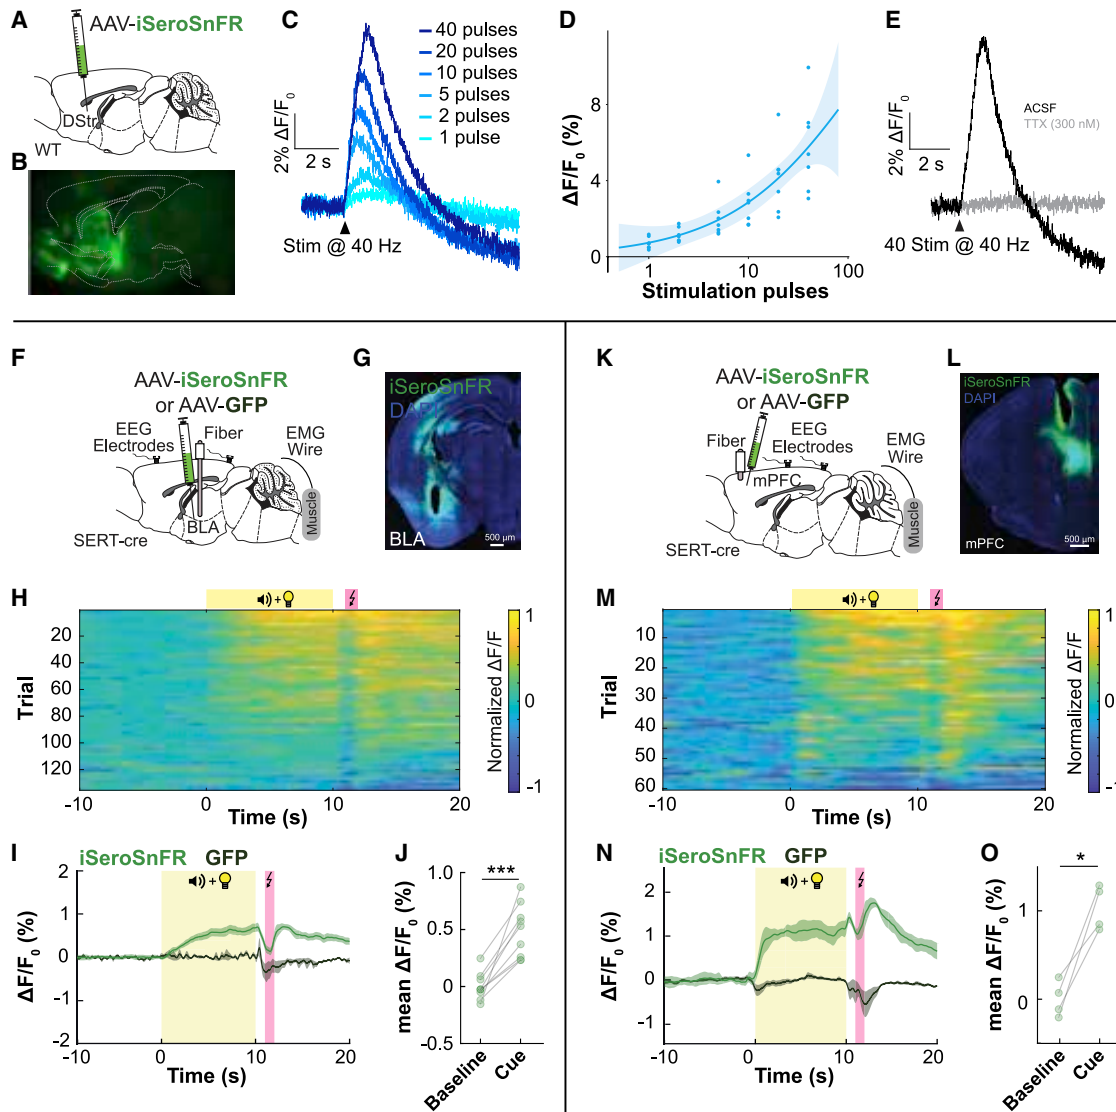 A
AAV-iSeroSnFR
DStr
WT
B
C
40 pulses
20 pulses
10 pulses
5 pulses
2 pulses
1 pulse
2% ΔF/F0
2 s
Stim @ 40 Hz
D
ΔF/F0 (%)
8
4
0
1
10
100
Stimulation pulses
E
ACSF
TTX (300 nM)
2% ΔF/F0
2 s
40 Stim @ 40 Hz
F
AAV-iSeroSnFR
or AAV-GFP
EEG
Electrodes
Fiber
EMG
Wire
Muscle
BLA
SERT-cre
G
iSeroSnFR
DAPI
BLA
500 µm
K
AAV-iSeroSnFR
or AAV-GFP
Fiber
EEG
Electrodes
EMG
Wire
mPFC
Muscle
SERT-cre
L
iSeroSnFR
DAPI
mPFC
500 µm
H
+
Trial
20
40
60
80
100
120
-10
0
10
20
Time (s)
1
0
-1
Normalized ΔF/F
M
+
Trial
10
20
30
40
50
60
-10
0
10
20
Time (s)
1
0
-1
Normalized ΔF/F
I
iSeroSnFR GFP
+
ΔF/F0 (%)
2
1
0
-1
-2
0
10
20
Time (s)
J
***
mean ΔF/F0 (%)
1.0
0.5
0
-0.5
Baseline
Cue
N
iSeroSnFR GFP
+
ΔF/F0 (%)
2
1
0
-1
0
10
20
Time (s)
O
*
mean ΔF/F0 (%)
1
0
Baseline
Cue